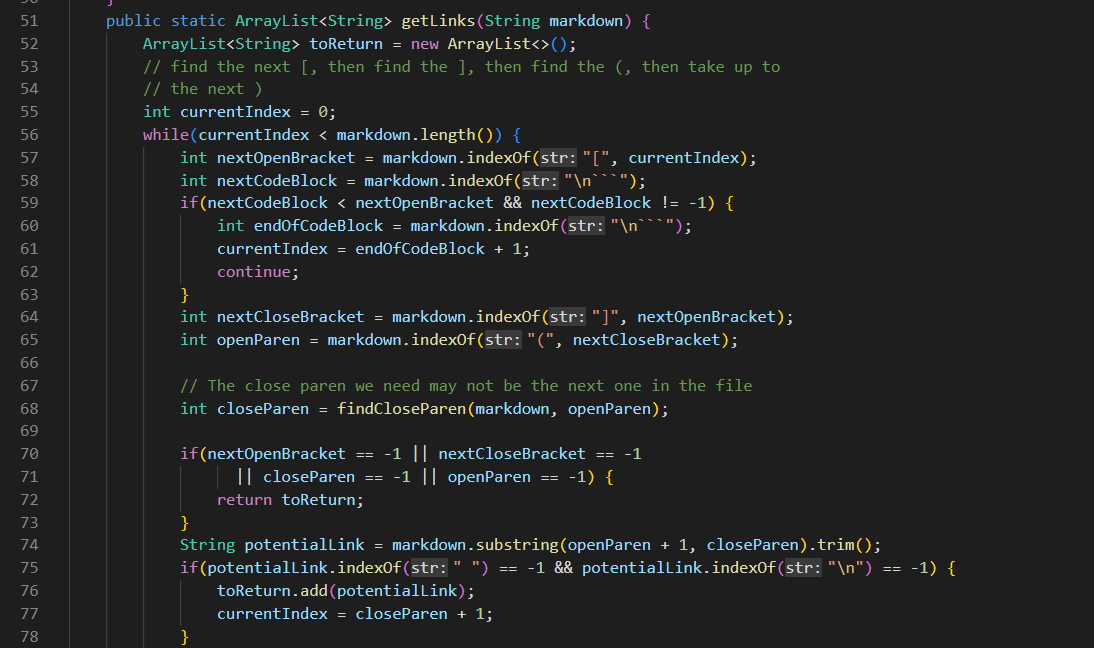 51 public static ArrayList<String> getLinks(String markdown) {
52 ArrayList<String> toReturn = new ArrayList<>();
53 // find the next [, then find the ], then find the (, then take up to
54 // the next )
55 int currentIndex = 0;
56 while(currentIndex < markdown.length()) {
57 int nextOpenBracket = markdown.indexOf(str: "[", currentIndex);
58 int nextCodeBlock = markdown.indexOf(str: "\n```");
59 if(nextCodeBlock < nextOpenBracket && nextCodeBlock != -1) {
60 int endOfCodeBlock = markdown.indexOf(str: "\n```");
61 currentIndex = endOfCodeBlock + 1;
62 continue;
63 }
64 int nextCloseBracket = markdown.indexOf(str: "]", nextOpenBracket);
65 int openParen = markdown.indexOf(str: "(", nextCloseBracket);
66
67 // The close paren we need may not be the next one in the file
68 int closeParen = findCloseParen(markdown, openParen);
69
70 if(nextOpenBracket == -1 || nextCloseBracket == -1
71 || closeParen == -1 || openParen == -1) {
72 return toReturn;
73 }
74 String potentialLink = markdown.substring(openParen + 1, closeParen).trim();
75 if(potentialLink.indexOf(str: " ") == -1 && potentialLink.indexOf(str: "\n") == -1) {
76 toReturn.add(potentialLink);
77 currentIndex = closeParen + 1;
78 }